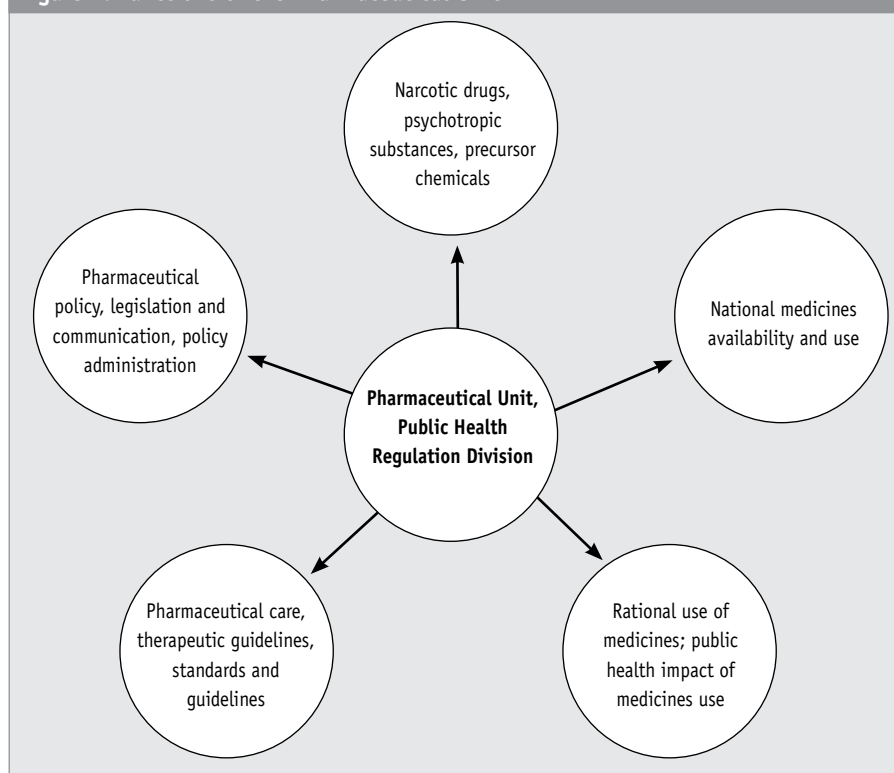 Narcotic drugs,
psychotropic
substances, precursor
chemicals
Pharmaceutical
policy, legislation and
communication, policy
administration
National medicines
availability and use
Pharmaceutical Unit,
Public Health
Regulation Division
Pharmaceutical care,
therapeutic guidelines,
standards and
guidelines
Rational use of
medicines; public
health impact of
medicines use